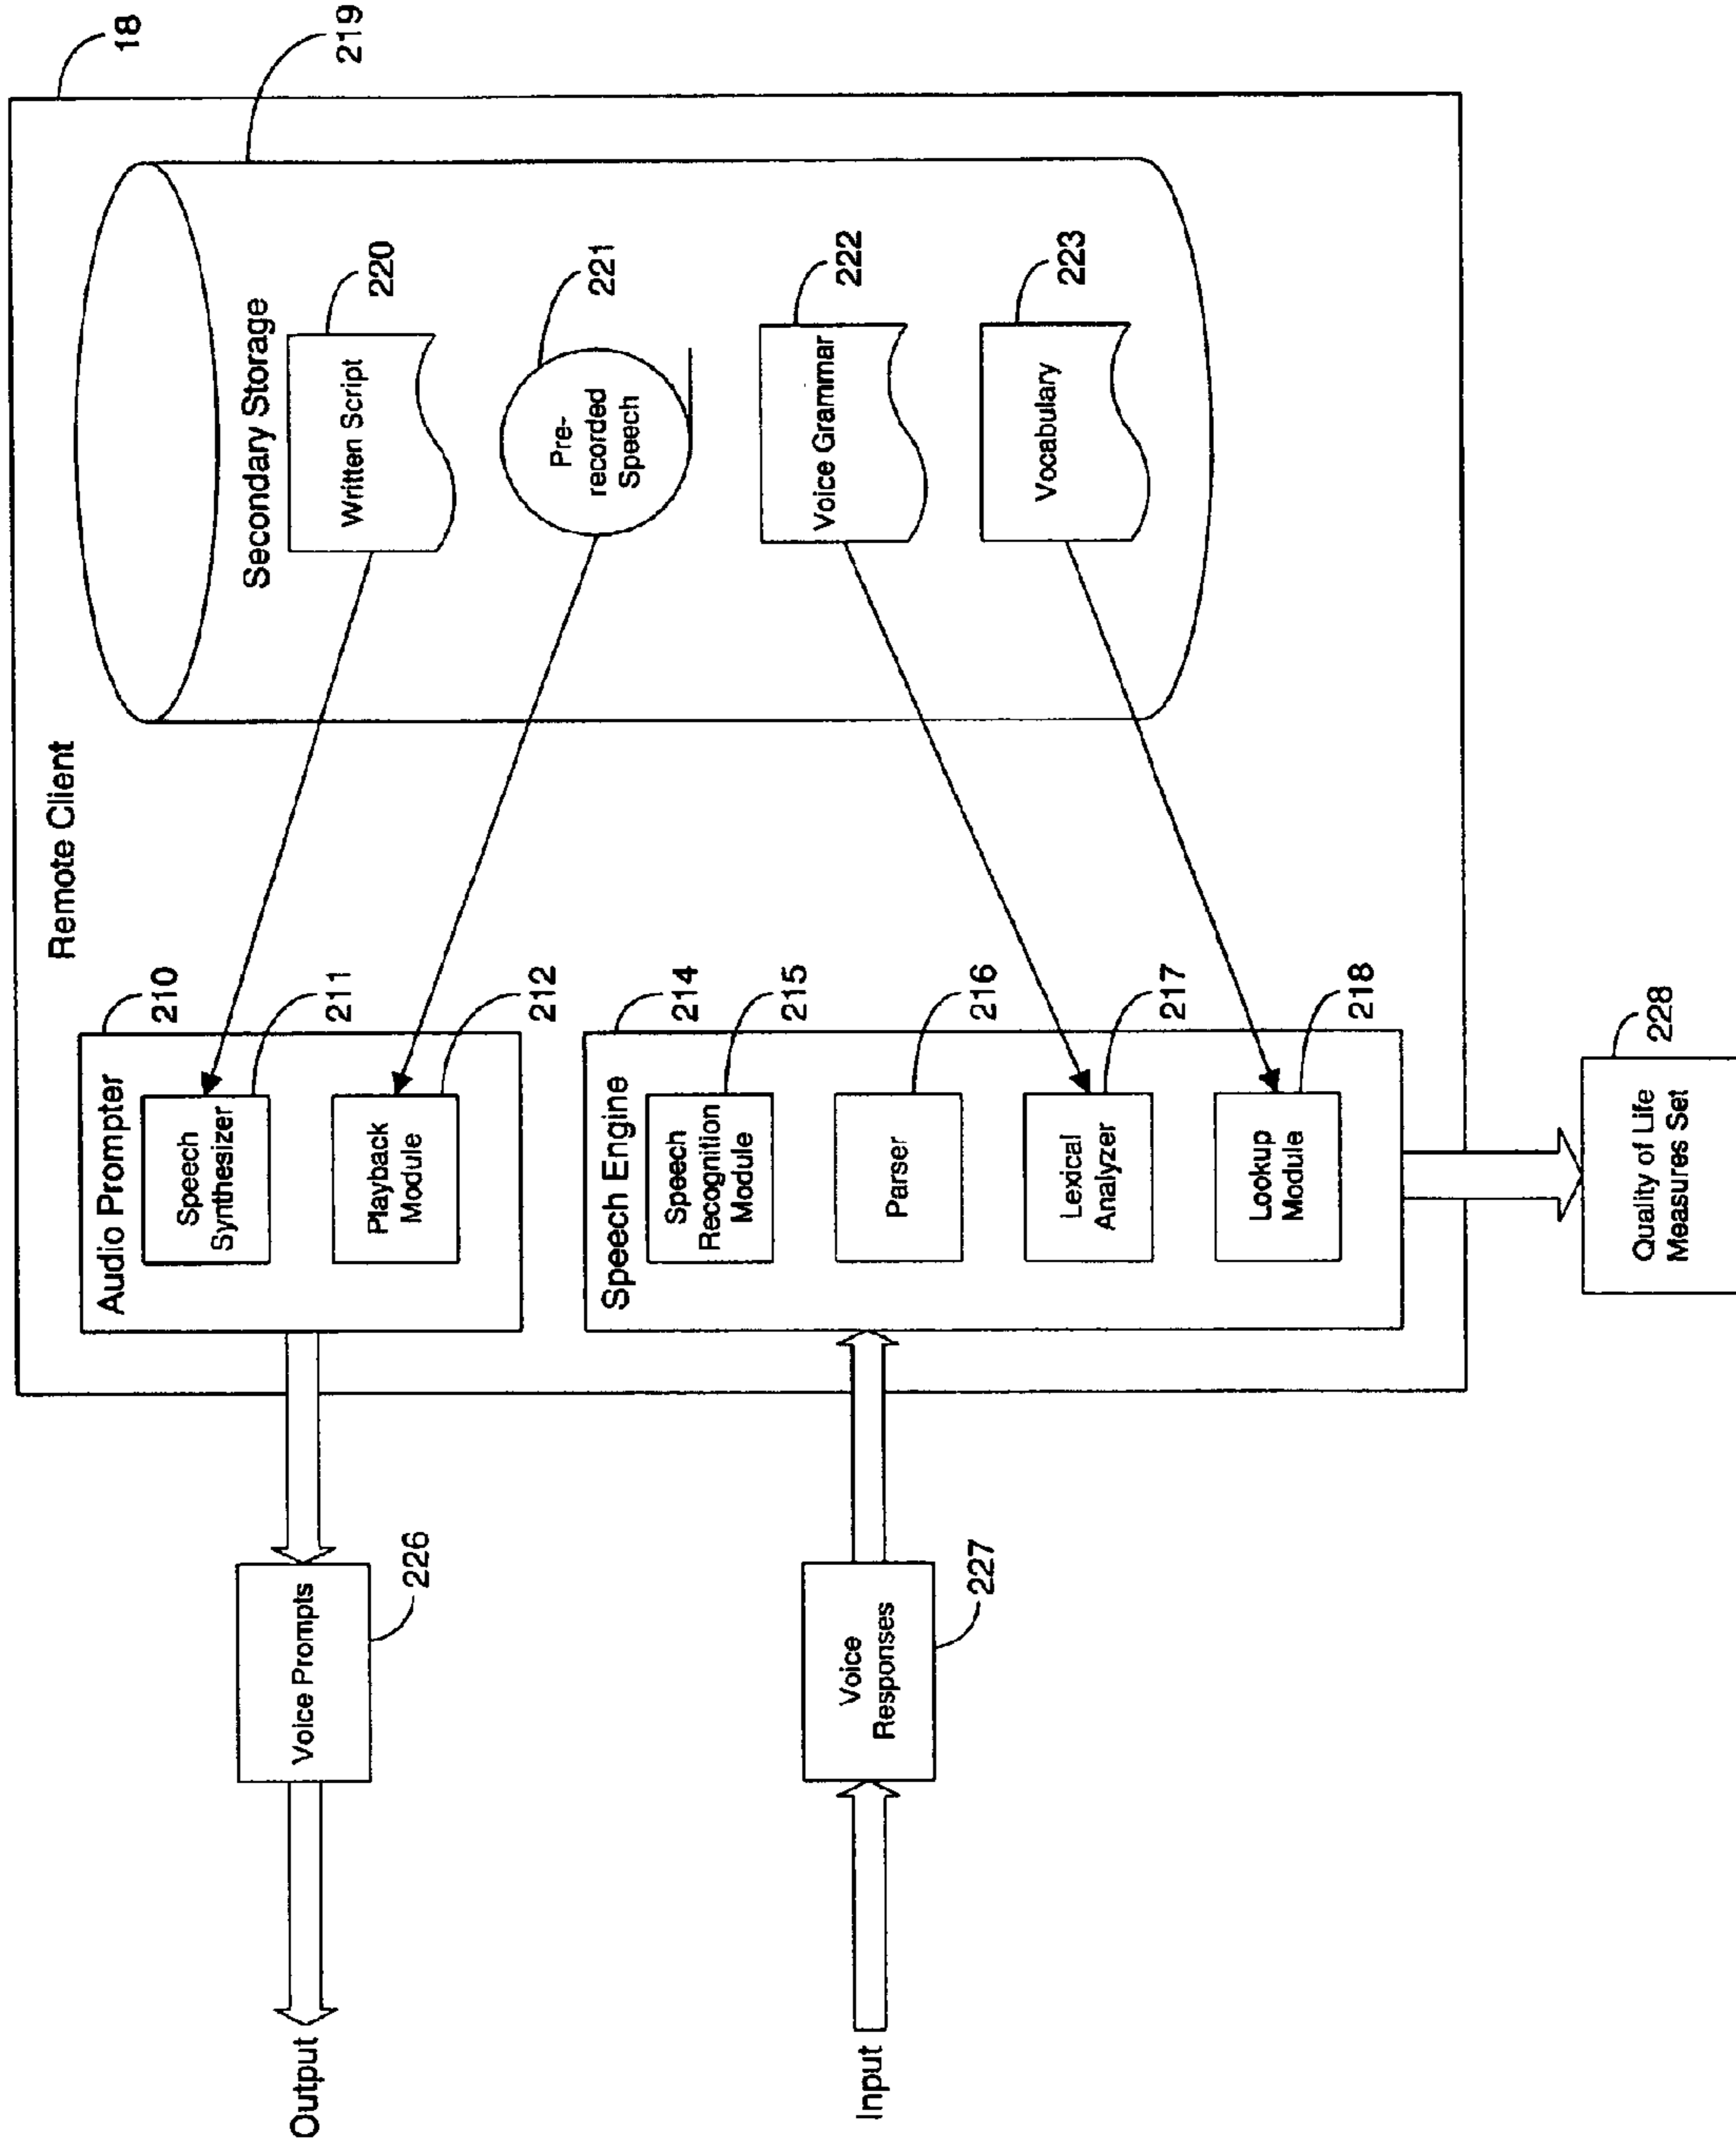 18
Remote Client
Audio Prompter
210
Speech
Synthesizer
211
Playback
Module
212
Speech Engine
214
Speech
Recognition
Module
215
Parser
216
Lexical
Analyzer
217
Lookup
Module
218
Secondary Storage
219
Written Script
220
Pre-
recorded
Speech
221
Voice Grammar
222
Vocabulary
223
Output
Voice Prompts
226
Input
Voice
Responses
227
Quality of Life
Measures Set
228